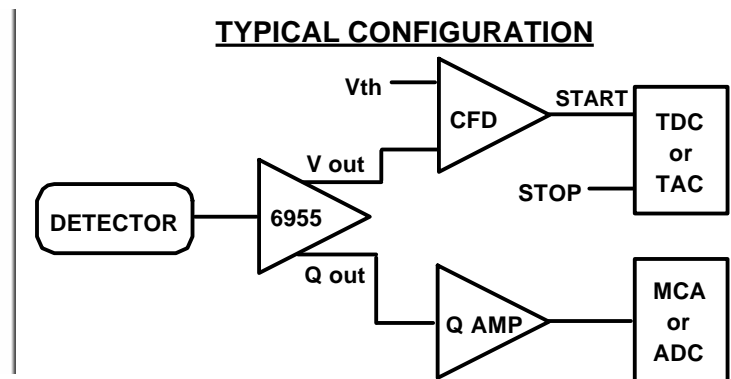 TYPICAL CONFIGURATION
Vth
CFD
START
TDC
or
TAC
STOP
V out
DETECTOR
6955
Q out
Q AMP
MCA
or
ADC